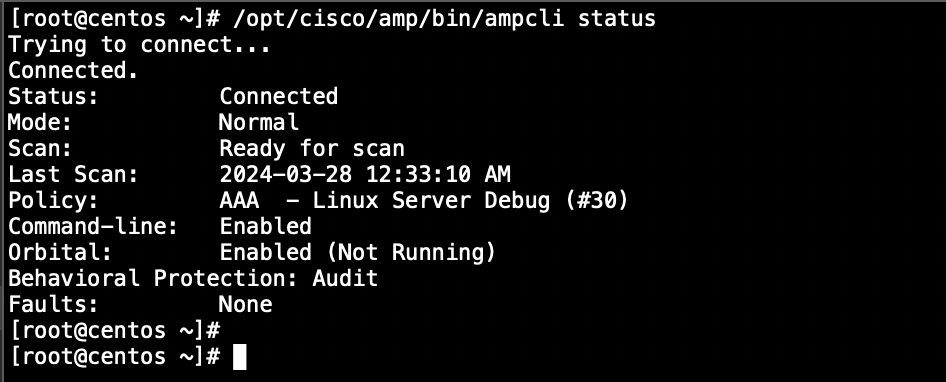 [root@centos ~]# /opt/cisco/amp/bin/ampcli status
Trying to connect...
Connected.
Status:         Connected
Mode:           Normal
Scan:           Ready for scan
Last Scan:      2024-03-28 12:33:10 AM
Policy:         AAA  - Linux Server Debug (#30)
Command-line:   Enabled
Orbital:        Enabled (Not Running)
Behavioral Protection: Audit
Faults:         None
[root@centos ~]#
[root@centos ~]#